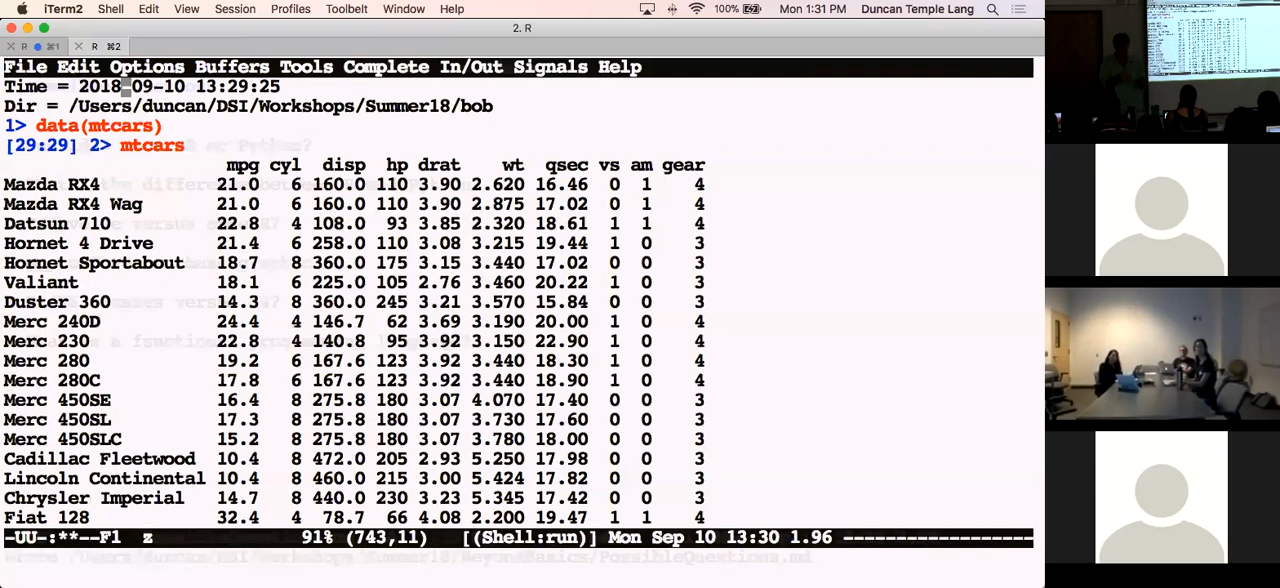 iTerm2 Shell Edit View Session Profiles Toolbelt Window Help 100% Mon 1:31 PM Duncan Temple Lang
2. R
× R ⌘1 × R ⌘2
File Edit Options Buffers Tools Complete In/Out Signals Help
Time = 2018-09-10 13:29:25
Dir = /Users/duncan/DSI/Workshops/Summer18/bob
1> data(mtcars)
[29:29] 2> mtcars
mpg cyl disp hp drat wt qsec vs am gear
Mazda RX4 21.0 6 160.0 110 3.90 2.620 16.46 0 1 4
Mazda RX4 Wag 21.0 6 160.0 110 3.90 2.875 17.02 0 1 4
Datsun 710 22.8 4 108.0 93 3.85 2.320 18.61 1 1 4
Hornet 4 Drive 21.4 6 258.0 110 3.08 3.215 19.44 1 0 3
Hornet Sportabout 18.7 8 360.0 175 3.15 3.440 17.02 0 0 3
Valiant 18.1 6 225.0 105 2.76 3.460 20.22 1 0 3
Duster 360 14.3 8 360.0 245 3.21 3.570 15.84 0 0 3
Merc 240D 24.4 4 146.7 62 3.69 3.190 20.00 1 0 4
Merc 230 22.8 4 140.8 95 3.92 3.150 22.90 1 0 4
Merc 280 19.2 6 167.6 123 3.92 3.440 18.30 1 0 4
Merc 280C 17.8 6 167.6 123 3.92 3.440 18.90 1 0 4
Merc 450SE 16.4 8 275.8 180 3.07 4.070 17.40 0 0 3
Merc 450SL 17.3 8 275.8 180 3.07 3.730 17.60 0 0 3
Merc 450SLC 15.2 8 275.8 180 3.07 3.780 18.00 0 0 3
Cadillac Fleetwood 10.4 8 472.0 205 2.93 5.250 17.98 0 0 3
Lincoln Continental 10.4 8 460.0 215 3.00 5.424 17.82 0 0 3
Chrysler Imperial 14.7 8 440.0 230 3.23 5.345 17.42 0 0 3
Fiat 128 32.4 4 78.7 66 4.08 2.200 19.47 1 1 4
-UU-:**--F1 z 91% (743,11) [(Shell:run)] Mon Sep 10 13:30 1.96 ------------------